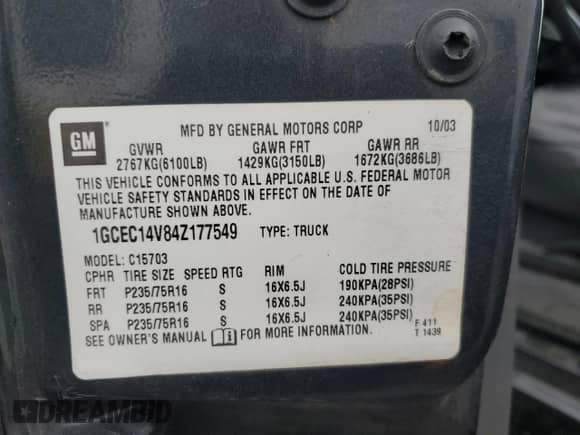 MFD BY GENERAL MOTORS CORP 10/03
GM
GVWR GAWR FRT GAWR RR
2767KG(6100LB) 1429KG(3150LB) 1672KG(3686LB)
THIS VEHICLE CONFORMS TO ALL APPLICABLE U.S. FEDERAL MOTOR
VEHICLE SAFETY STANDARDS IN EFFECT ON THE DATE OF
MANUFACTURE SHOWN ABOVE.
1GCEC14V84Z177549 TYPE: TRUCK
MODEL: C15703
CPHR TIRE SIZE SPEED RTG RIM COLD TIRE PRESSURE
FRT P235/75R16 S 16X6.5J 190KPA(28PSI)
RR P235/75R16 S 16X6.5J 240KPA(35PSI)
SPA P235/75R16 S 16X6.5J 240KPA(35PSI)
SEE OWNER'S MANUAL FOR MORE INFORMATION.
F 411
T 1439
DREAMBID